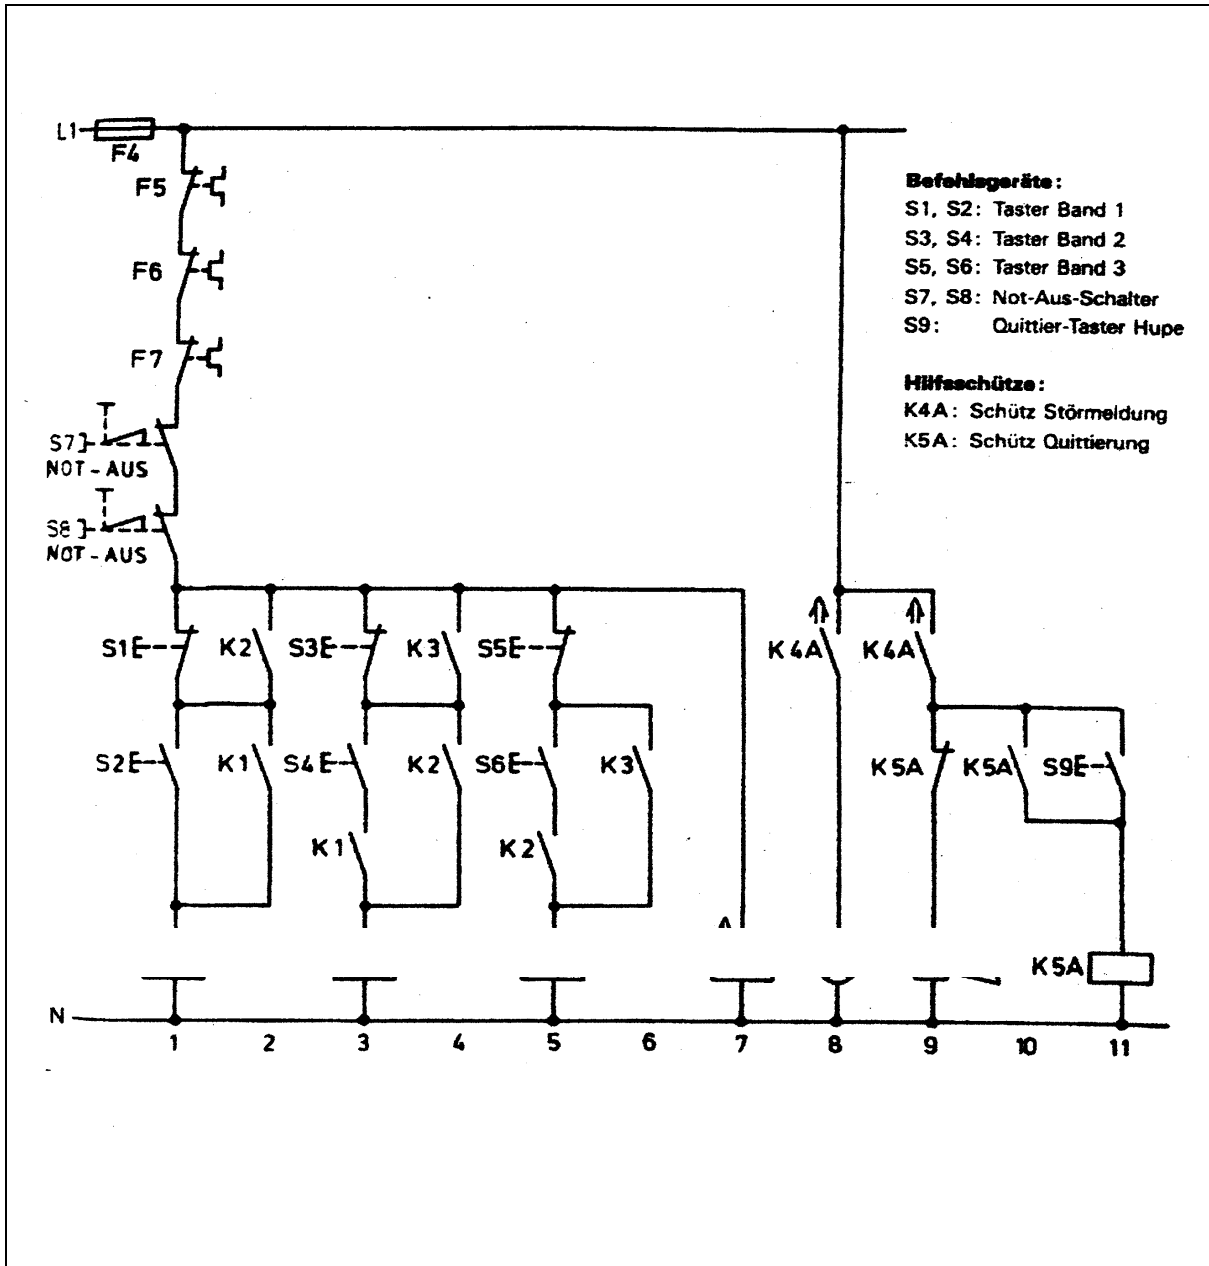 L1
F4
F5
F6
F7
S7
NOT-AUS
S8
NOT-AUS
Befehlsgeräte:
S1, S2: Taster Band 1
S3, S4: Taster Band 2
S5, S6: Taster Band 3
S7, S8: Not-Aus-Schalter
S9: Quittier-Taster Hupe
Hilfsschütze:
K4A: Schütz Störmeldung
K5A: Schütz Quittierung
S1 K2 S3 K3 S5 K4A K4A
S2 K1 S4 K2 S6 K3 K5A K5A S9
K1 K2
K5A
N
1 2 3 4 5 6 7 8 9 10 11